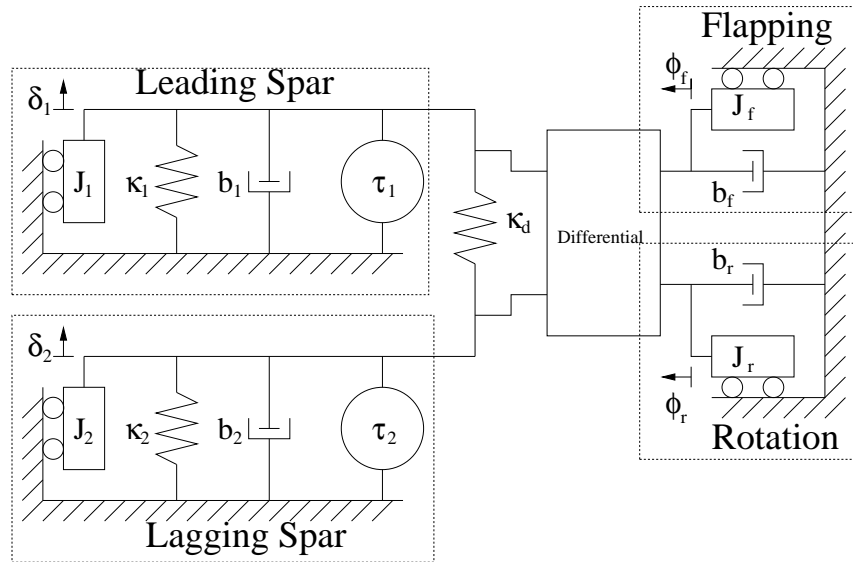 Flapping
Leading Spar
δ₁
J₁
κ₁
b₁
τ₁
κ_d
Differential
ϕ_f
J_f
b_f
b_r
J_r
ϕ_r
Rotation
δ₂
J₂
κ₂
b₂
τ₂
Lagging Spar